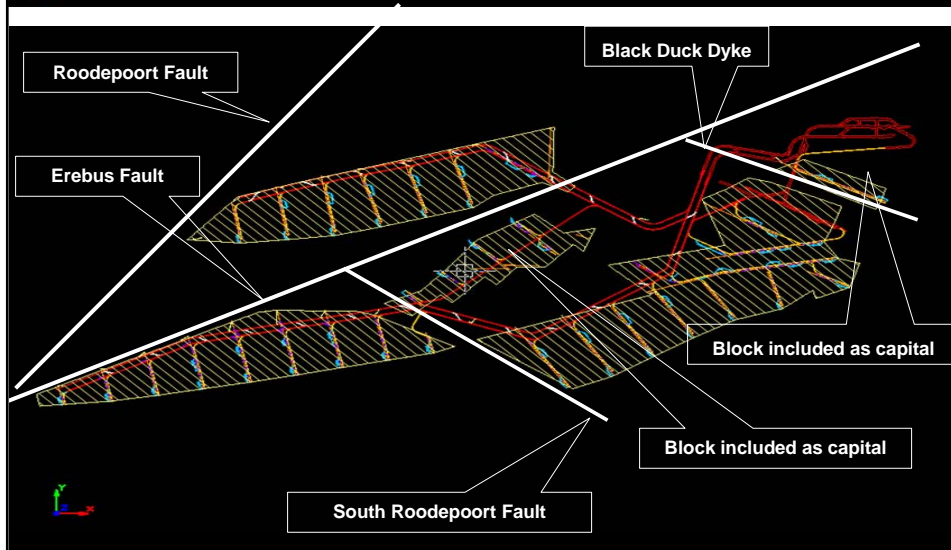 Black Duck Dyke
Roodepoort Fault
Erebus Fault
Block included as capital
Block included as capital
South Roodepoort Fault
Y
Z
X